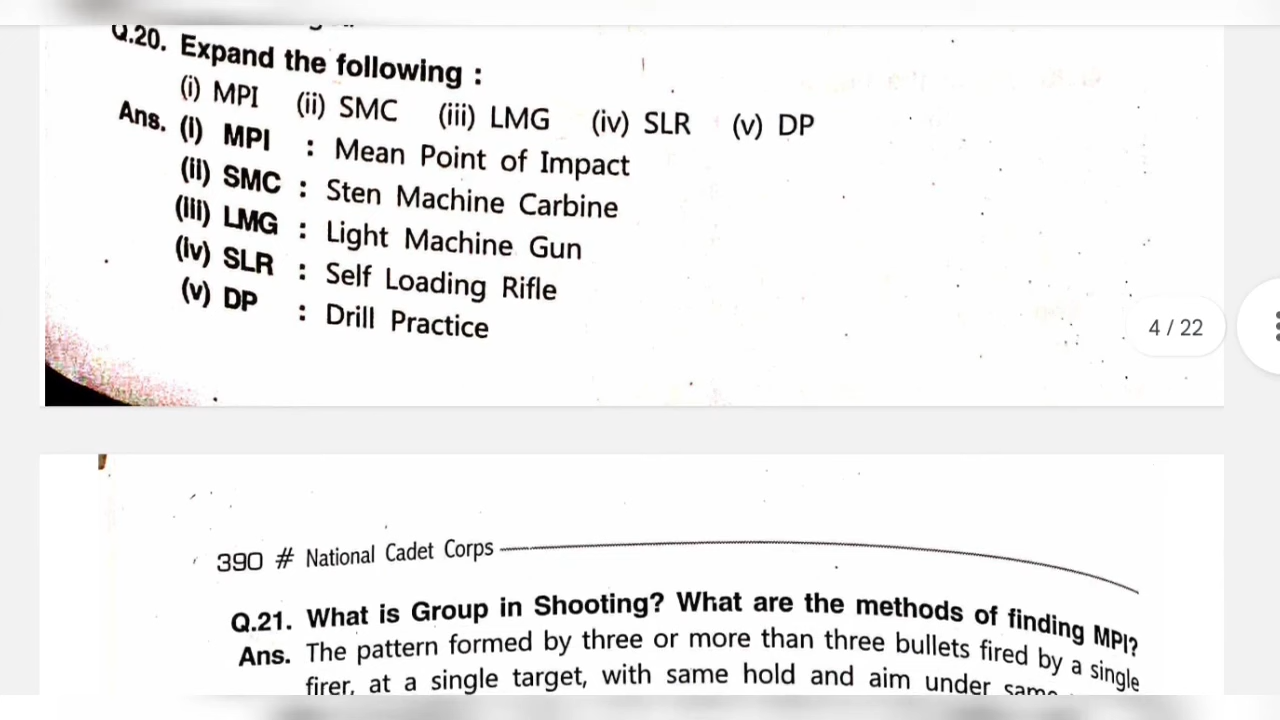 Q.20. Expand the following :
(i) MPI (ii) SMC (iii) LMG (iv) SLR (v) DP
Ans. (i) MPI : Mean Point of Impact
(ii) SMC : Sten Machine Carbine
(iii) LMG : Light Machine Gun
(iv) SLR : Self Loading Rifle
(v) DP : Drill Practice
4 / 22
390 # National Cadet Corps
Q.21. What is Group in Shooting? What are the methods of finding MPI?
Ans. The pattern formed by three or more than three bullets fired by a single
firer, at a single target, with same hold and aim under same